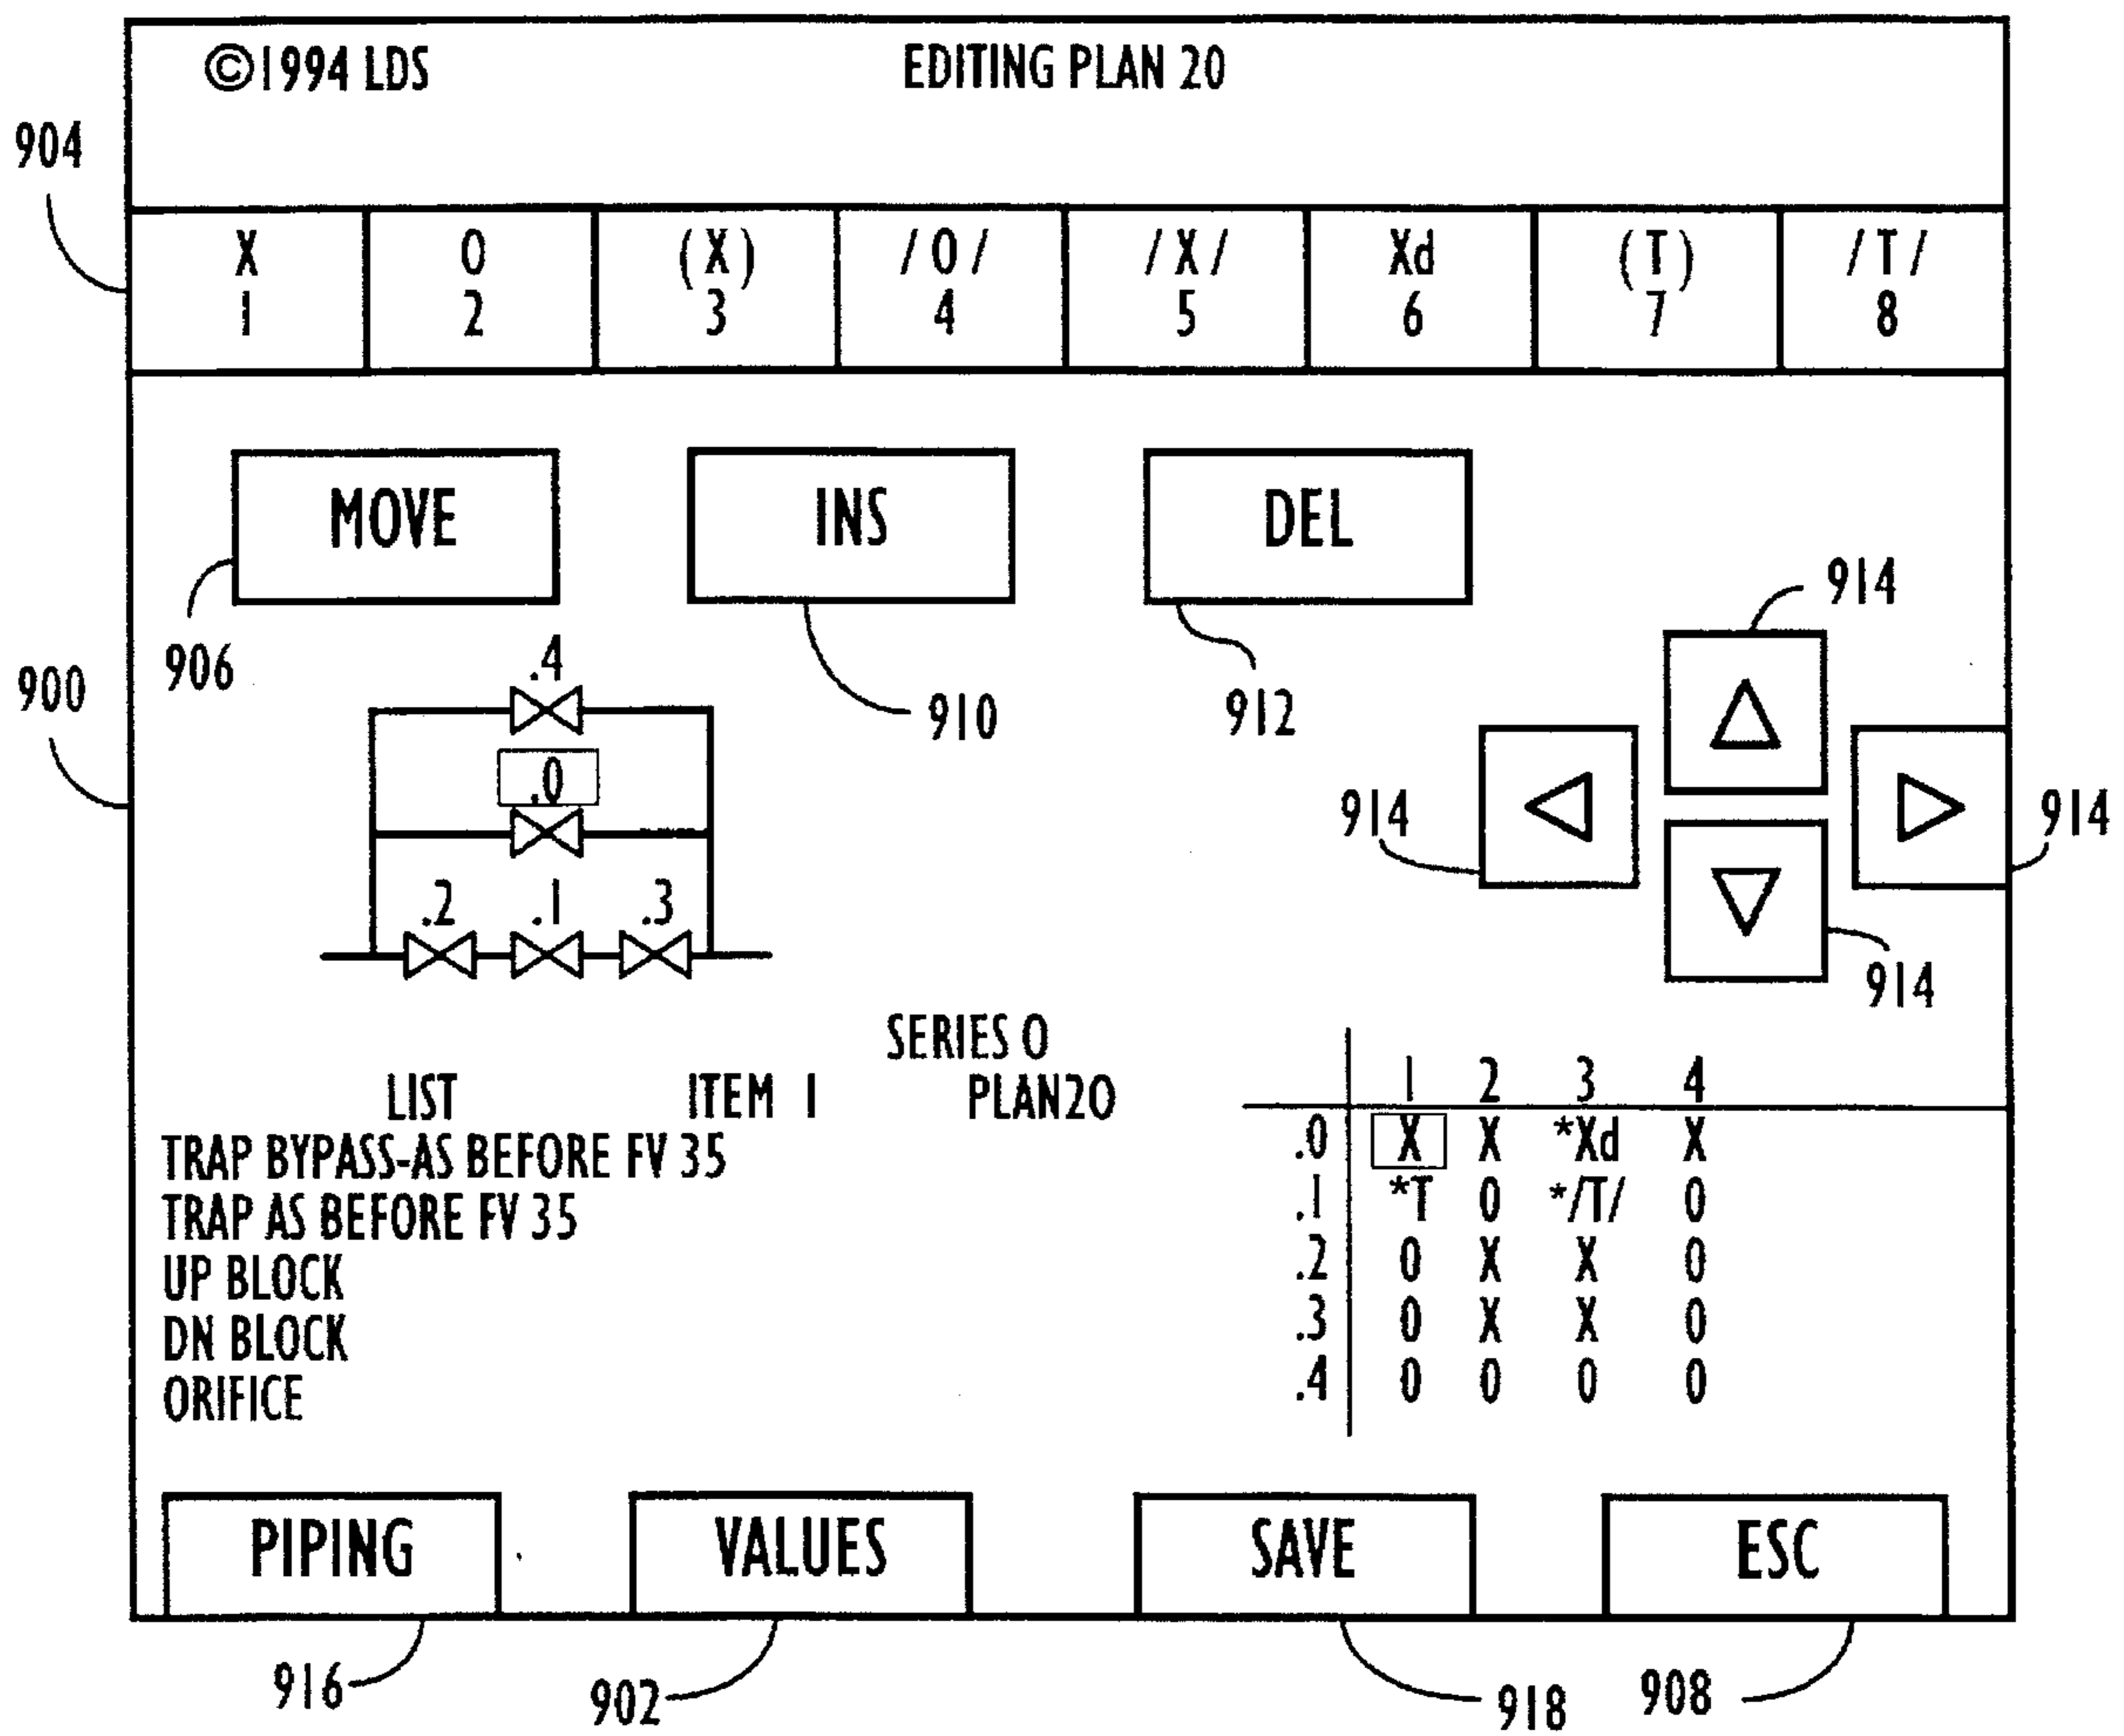 ©1994 LDS EDITING PLAN 20
904
X O (X) /O/ /X/ Xd (T) /T/
1 2 3 4 5 6 7 8
MOVE INS DEL
914
906 .4 910 912
900
.0
914 914
.2 .1 .3
914
SERIES 0
LIST ITEM 1 PLAN20 1 2 3 4
TRAP BYPASS-AS BEFORE FV 35 .0 X X *Xd X
TRAP AS BEFORE FV 35 .1 *T 0 */T/ 0
UP BLOCK .2 0 X X 0
DN BLOCK .3 0 X X 0
ORIFICE .4 0 0 0 0
PIPING VALUES SAVE ESC
916 902 918 908